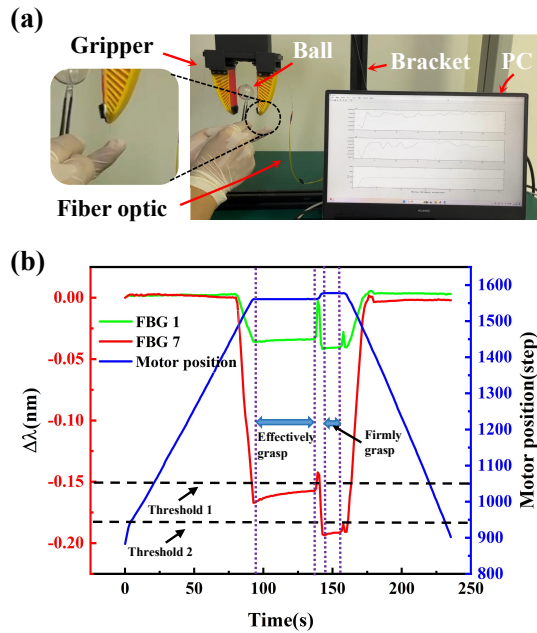 (a)
Gripper
Ball
Bracket
PC
Fiber optic
(b)
0.00
-0.05
-0.10
-0.15
-0.20
Δλ(nm)
FBG 1
FBG 7
Motor position
Effectively
grasp
Firmly
grasp
Threshold 1
Threshold 2
1600
1500
1400
1300
1200
1100
1000
900
800
Motor position(step)
0
50
100
150
200
250
Time(s)